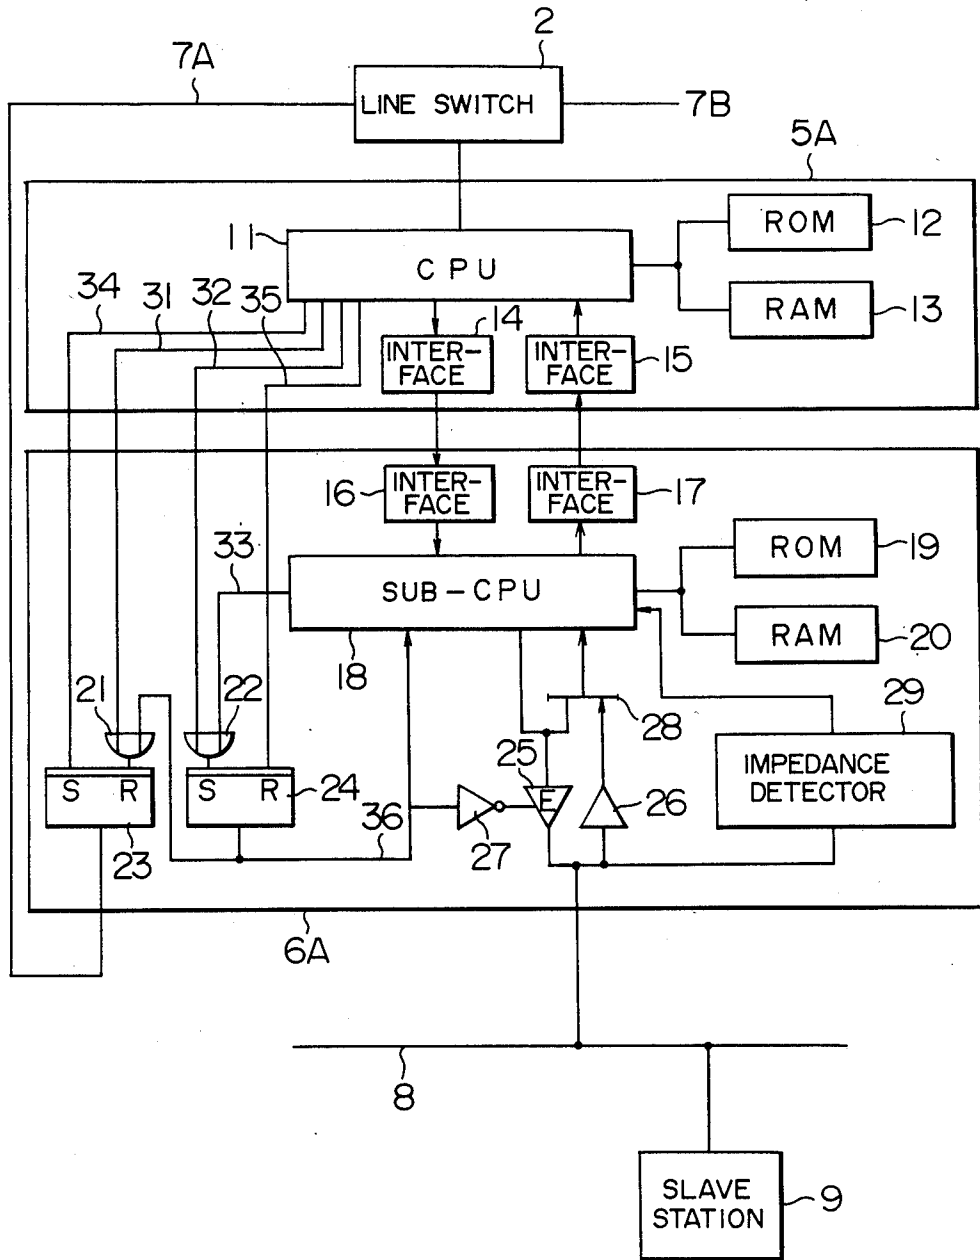 2
7A
LINE SWITCH
7B
5A
11
CPU
ROM
12
RAM
13
34
31
32
35
14
INTER-
FACE
INTER-
FACE
15
16
INTER-
FACE
INTER-
FACE
17
33
SUB-CPU
18
ROM
19
RAM
20
21
22
28
29
S R
23
S R
24
25
E
26
27
36
IMPEDANCE
DETECTOR
6A
8
SLAVE
STATION
9